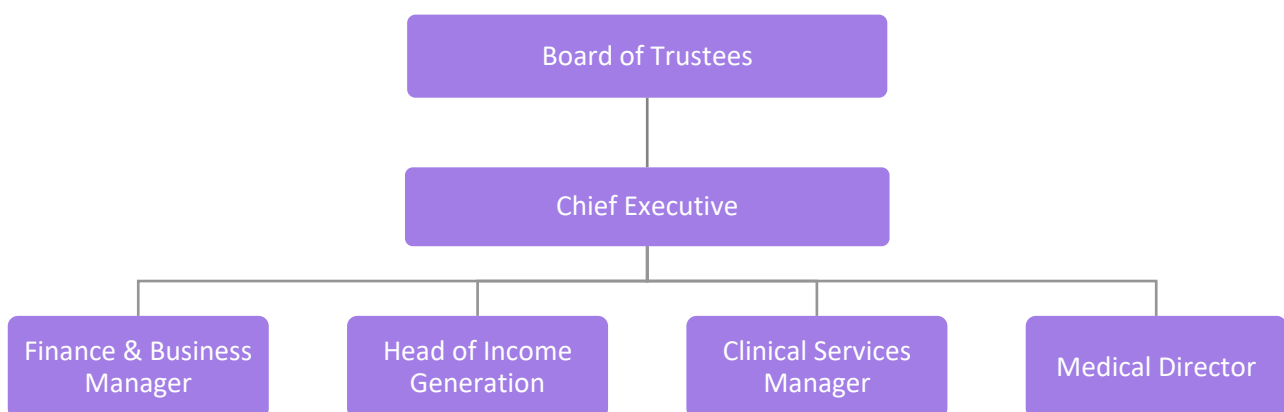 Board of Trustees
Chief Executive
Finance & Business
Manager
Head of Income
Generation
Clinical Services
Manager
Medical Director